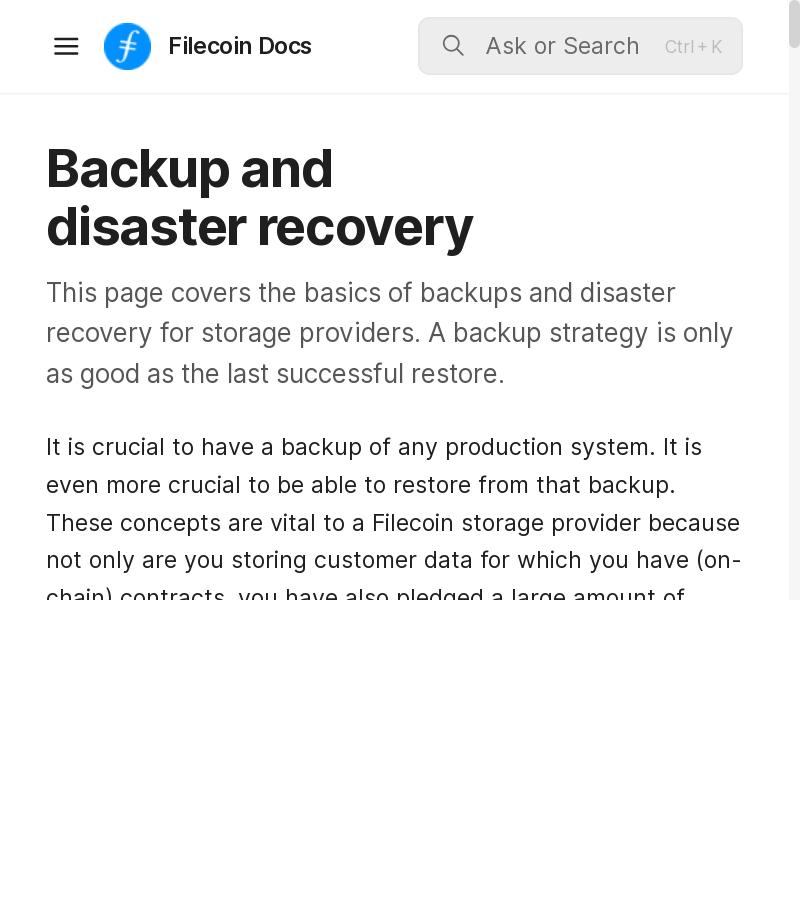 Filecoin Docs
Ask or Search
Ctrl + K
Backup and
disaster recovery
This page covers the basics of backups and disaster
recovery for storage providers. A backup strategy is only
as good as the last successful restore.
It is crucial to have a backup of any production system. It is
even more crucial to be able to restore from that backup.
These concepts are vital to a Filecoin storage provider because
not only are you storing customer data for which you have (on-
chain) contracts, you have also pledged a large amount of